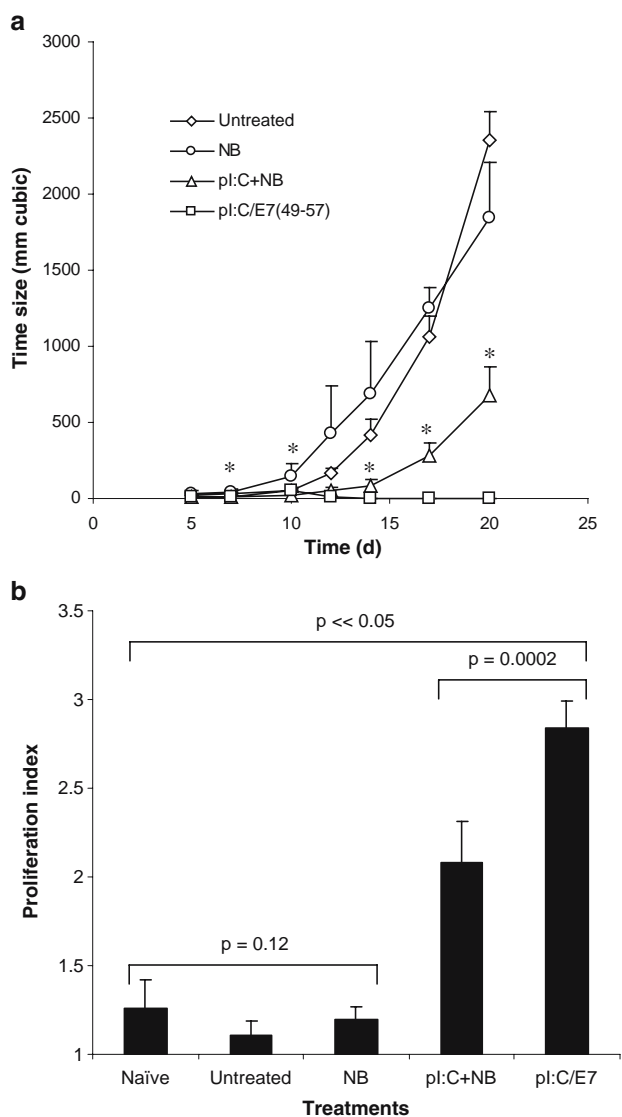 a
3000
2500
2000
1500
1000
500
0
Time size (mm cubic)
Untreated
NB
pI:C+NB
pI:C/E7(49-57)
*
*
*
*
*
0 5 10 15 20 25
Time (d)
b
3.5
3
2.5
2
1.5
1
Proliferation index
p << 0.05
p = 0.0002
p = 0.12
Naïve Untreated NB pI:C+NB pI:C/E7
Treatments